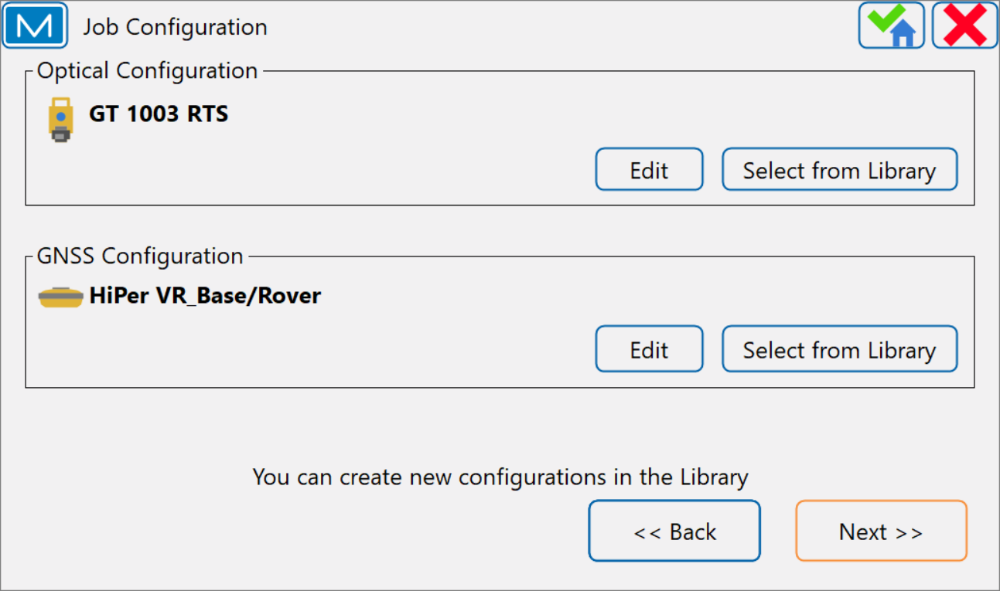 Job Configuration
Optical Configuration
GT 1003 RTS
Edit
Select from Library
GNSS Configuration
HiPer VR_Base/Rover
Edit
Select from Library
You can create new configurations in the Library
<< Back
Next >>